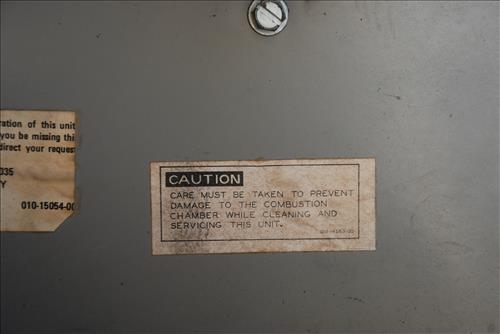 ration of this unit
you be missing thi
direct your reques
035
Y
010-15054-00
CAUTION
CARE MUST BE TAKEN TO PREVENT
DAMAGE TO THE COMBUSTION
CHAMBER WHILE CLEANING AND
SERVICING THIS UNIT.